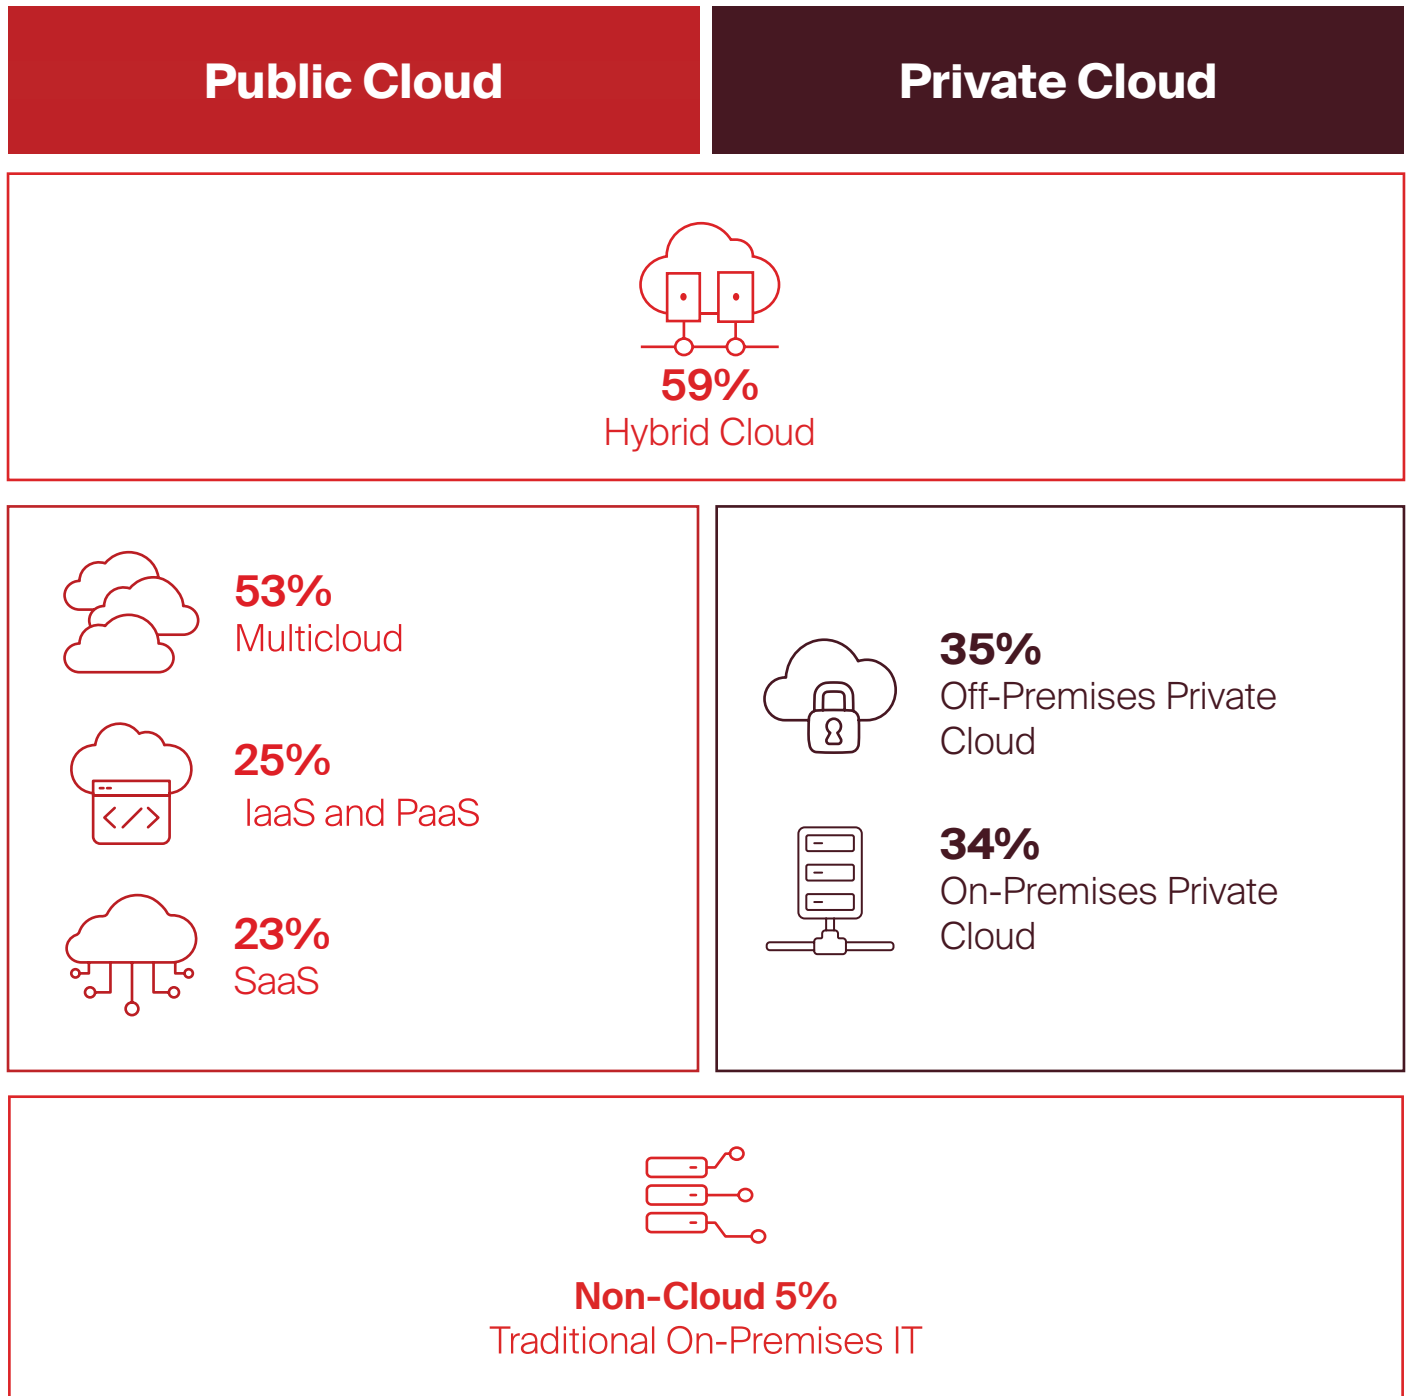 Public Cloud
Private Cloud
59%
Hybrid Cloud
53%
Multicloud
25%
IaaS and PaaS
23%
SaaS
35%
Off-Premises Private
Cloud
34%
On-Premises Private
Cloud
Non-Cloud 5%
Traditional On-Premises IT